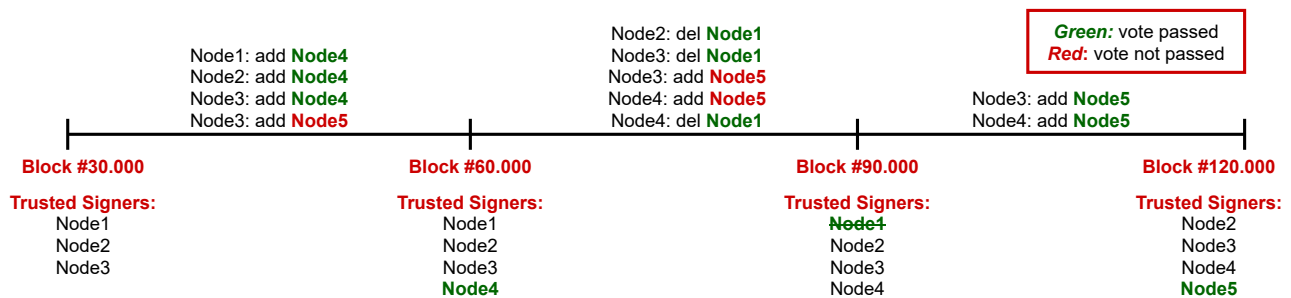 Green: vote passed
Red: vote not passed
Node1: add Node4
Node2: add Node4
Node3: add Node4
Node3: add Node5
Node2: del Node1
Node3: del Node1
Node3: add Node5
Node4: add Node5
Node4: del Node1
Node3: add Node5
Node4: add Node5
Block #30.000
Trusted Signers:
Node1
Node2
Node3
Block #60.000
Trusted Signers:
Node1
Node2
Node3
Node4
Block #90.000
Trusted Signers:
Node1
Node2
Node3
Node4
Block #120.000
Trusted Signers:
Node2
Node3
Node4
Node5